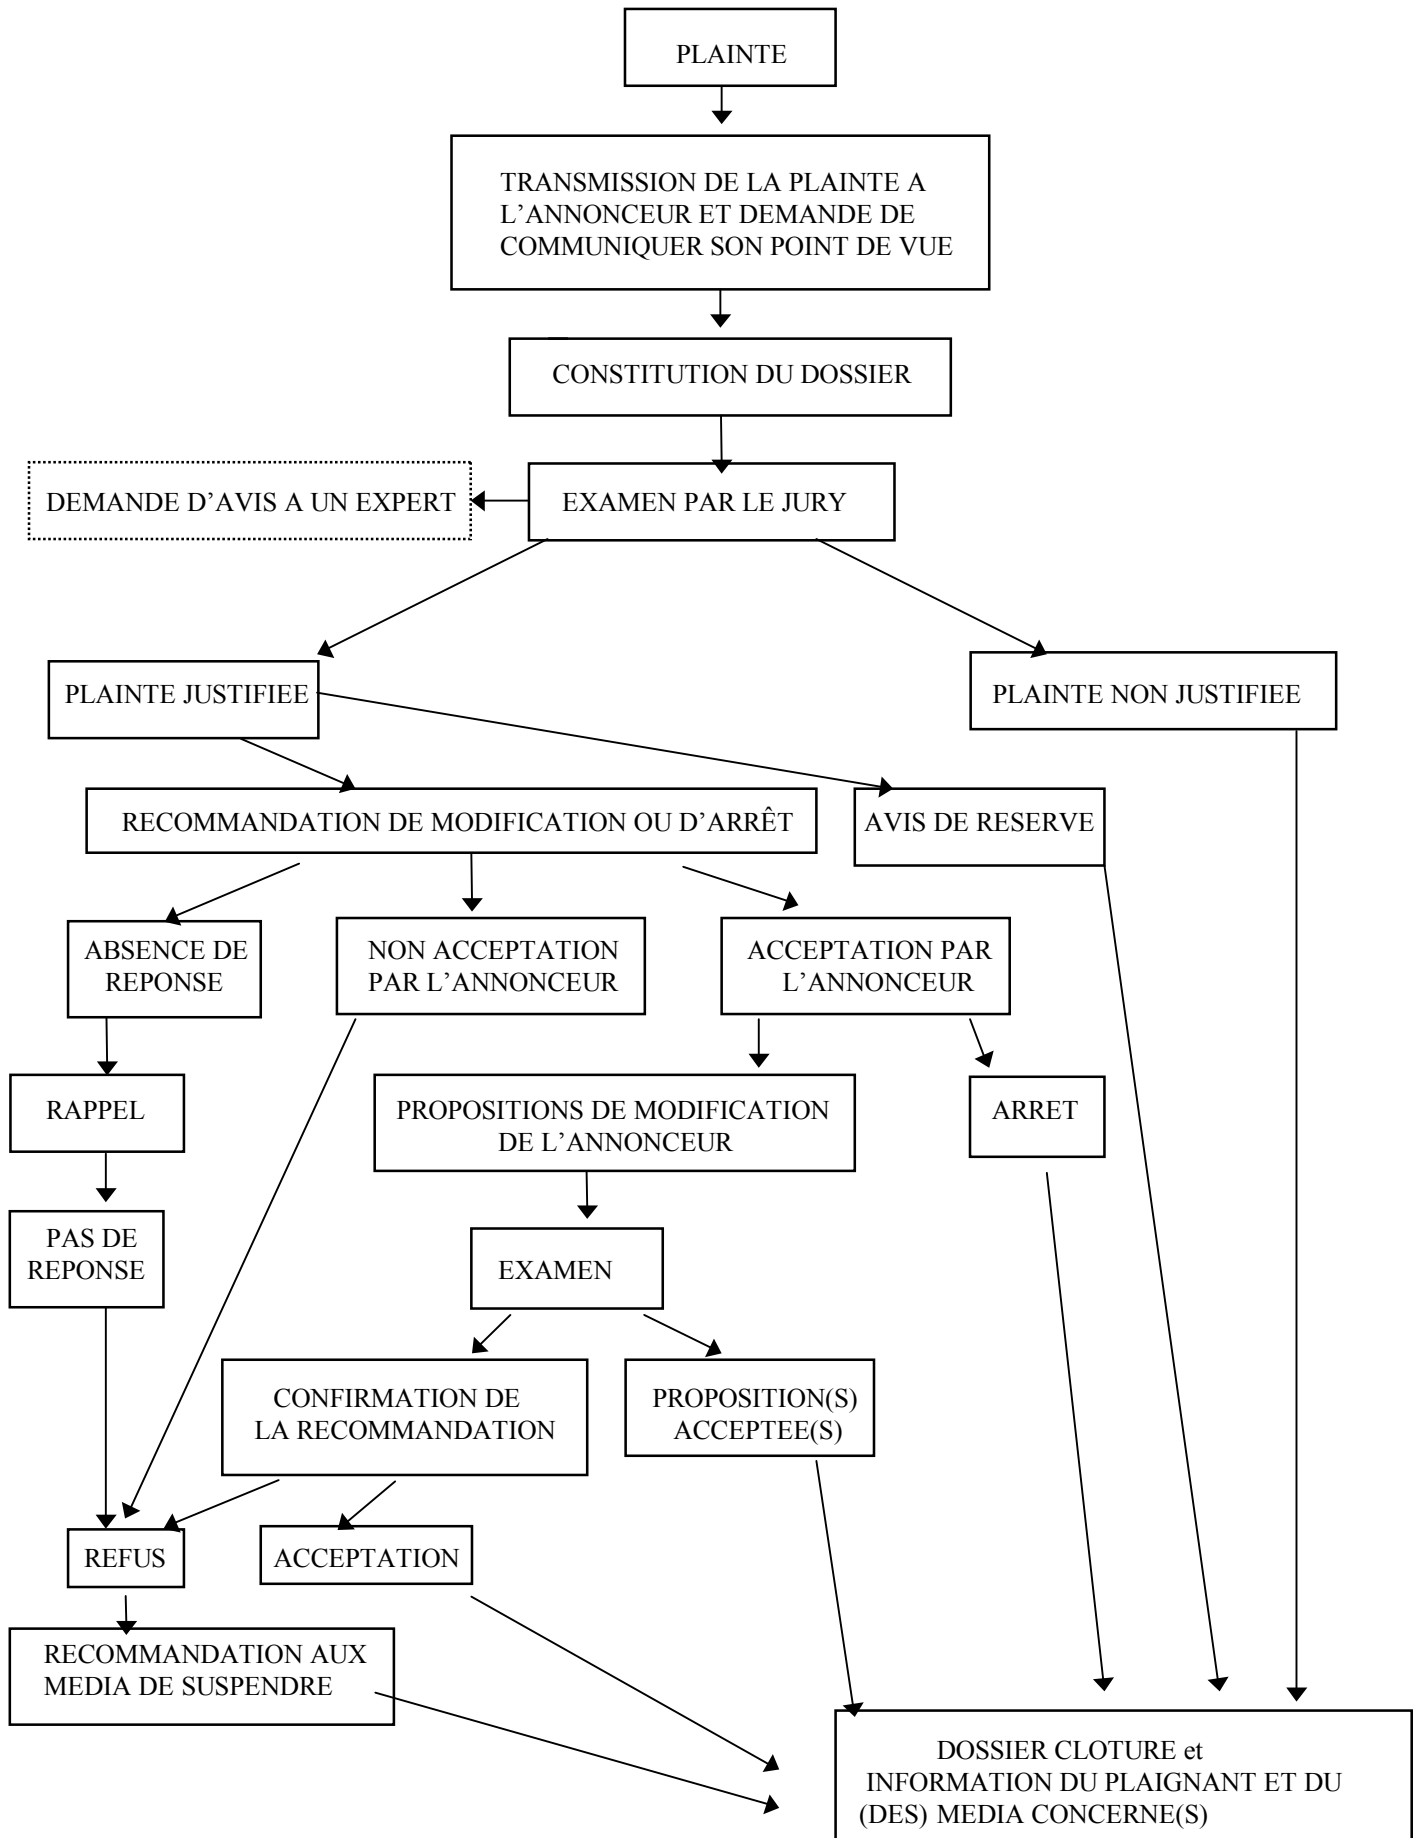 PLAINTE
TRANSMISSION DE LA PLAINTE A
L’ANNONCEUR ET DEMANDE DE
COMMUNIQUER SON POINT DE VUE
CONSTITUTION DU DOSSIER
DEMANDE D’AVIS A UN EXPERT
EXAMEN PAR LE JURY
PLAINTE JUSTIFIEE
PLAINTE NON JUSTIFIEE
RECOMMANDATION DE MODIFICATION OU D’ARRÊT
AVIS DE RESERVE
ABSENCE DE
REPONSE
NON ACCEPTATION
PAR L’ANNONCEUR
ACCEPTATION PAR
L’ANNONCEUR
RAPPEL
PROPOSITIONS DE MODIFICATION
DE L’ANNONCEUR
ARRET
PAS DE
REPONSE
EXAMEN
CONFIRMATION DE
LA RECOMMANDATION
PROPOSITION(S)
ACCEPTEE(S)
REFUS
ACCEPTATION
RECOMMANDATION AUX
MEDIA DE SUSPENDRE
DOSSIER CLOTURE et
INFORMATION DU PLAIGNANT ET DU
(DES) MEDIA CONCERNE(S)